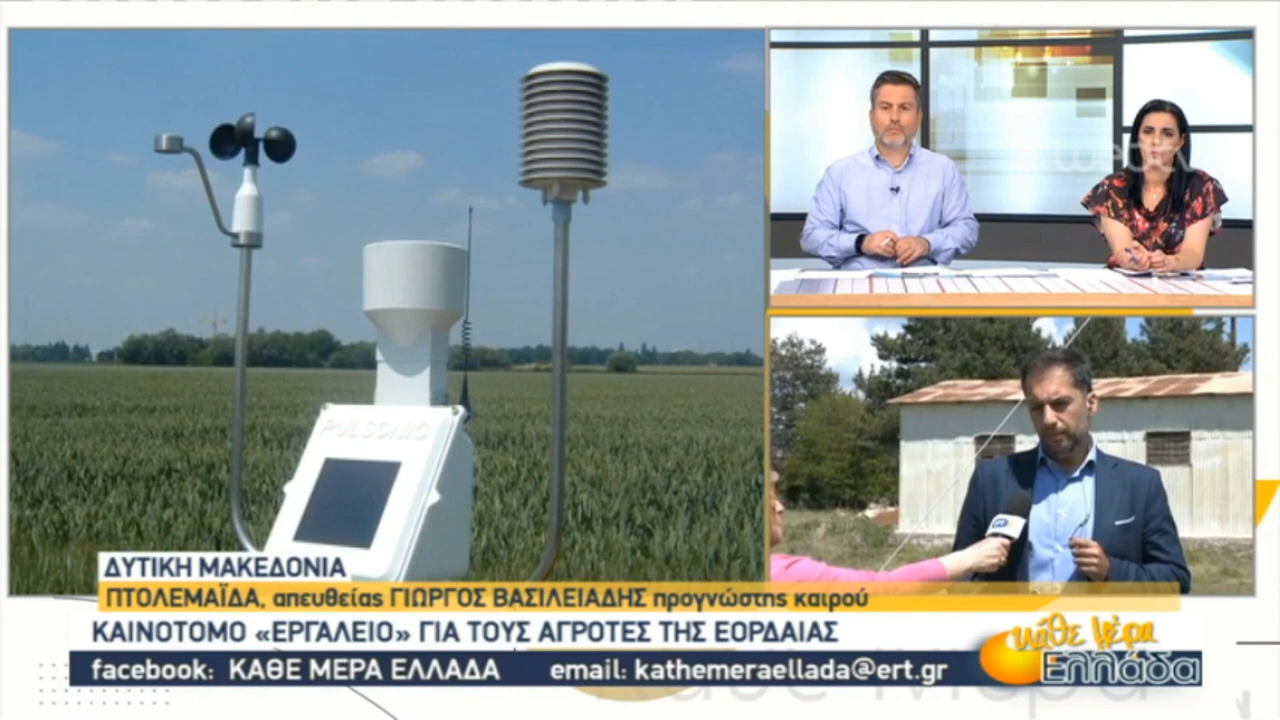 PULSONIC
ΔΥΤΙΚΗ ΜΑΚΕΔΟΝΙΑ
ΠΤΟΛΕΜΑΪΔΑ, απευθείας ΓΙΩΡΓΟΣ ΒΑΣΙΛΕΙΑΔΗΣ προγνώστης καιρού
ΚΑΙΝΟΤΟΜΟ «ΕΡΓΑΛΕΙΟ» ΓΙΑ ΤΟΥΣ ΑΓΡΟΤΕΣ ΤΗΣ ΕΟΡΔΑΙΑΣ
κάθε μέρα
Ελλάδα
facebook: ΚΑΘΕ ΜΕΡΑ ΕΛΛΑΔΑ email: kathemeraellada@ert.gr